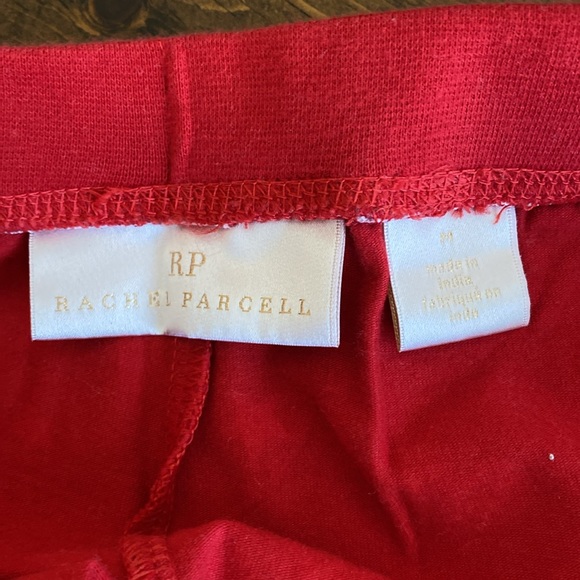 RP
RACHEL PARCELL
M
made in
india
fabriqué en
inde